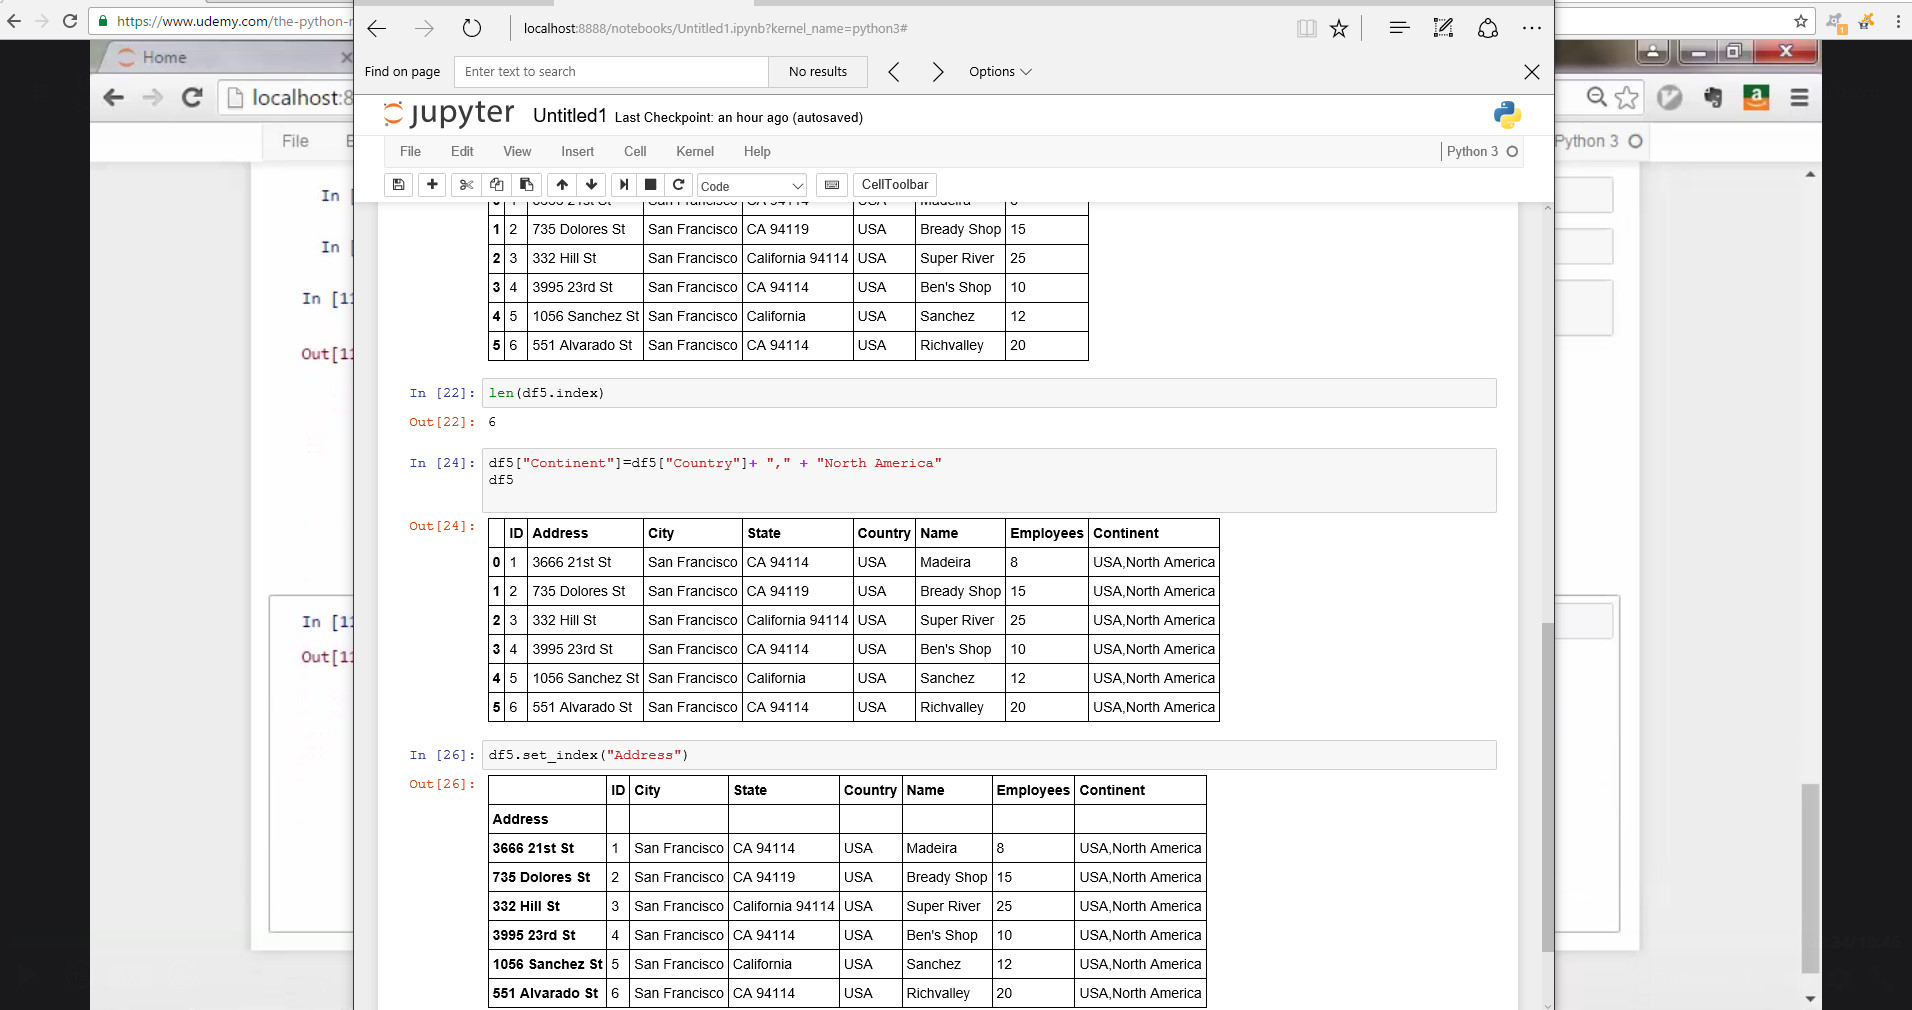 https://www.udemy.com/the-python-
localhost:8888/notebooks/Untitled1.ipynb?kernel_name=python3#
Home
Find on page Enter text to search No results Options
localhost:8
jupyter Untitled1 Last Checkpoint: an hour ago (autosaved)
File
File Edit View Insert Cell Kernel Help Python 3
Python 3
Code CellToolbar
In [
1 2 735 Dolores St San Francisco CA 94119 USA Bready Shop 15
In [
2 3 332 Hill St San Francisco California 94114 USA Super River 25
3 4 3995 23rd St San Francisco CA 94114 USA Ben's Shop 10
In [11
4 5 1056 Sanchez St San Francisco California USA Sanchez 12
5 6 551 Alvarado St San Francisco CA 94114 USA Richvalley 20
Out[11
In [22]: len(df5.index)
Out[22]: 6
In [24]: df5["Continent"]=df5["Country"]+ "," + "North America"
df5
Out[24]:
ID Address City State Country Name Employees Continent
0 1 3666 21st St San Francisco CA 94114 USA Madeira 8 USA,North America
1 2 735 Dolores St San Francisco CA 94119 USA Bready Shop 15 USA,North America
2 3 332 Hill St San Francisco California 94114 USA Super River 25 USA,North America
In [11
3 4 3995 23rd St San Francisco CA 94114 USA Ben's Shop 10 USA,North America
Out[11
4 5 1056 Sanchez St San Francisco California USA Sanchez 12 USA,North America
5 6 551 Alvarado St San Francisco CA 94114 USA Richvalley 20 USA,North America
In [26]: df5.set_index("Address")
Out[26]:
ID City State Country Name Employees Continent
Address
3666 21st St 1 San Francisco CA 94114 USA Madeira 8 USA,North America
735 Dolores St 2 San Francisco CA 94119 USA Bready Shop 15 USA,North America
332 Hill St 3 San Francisco California 94114 USA Super River 25 USA,North America
3995 23rd St 4 San Francisco CA 94114 USA Ben's Shop 10 USA,North America
1056 Sanchez St 5 San Francisco California USA Sanchez 12 USA,North America
551 Alvarado St 6 San Francisco CA 94114 USA Richvalley 20 USA,North America